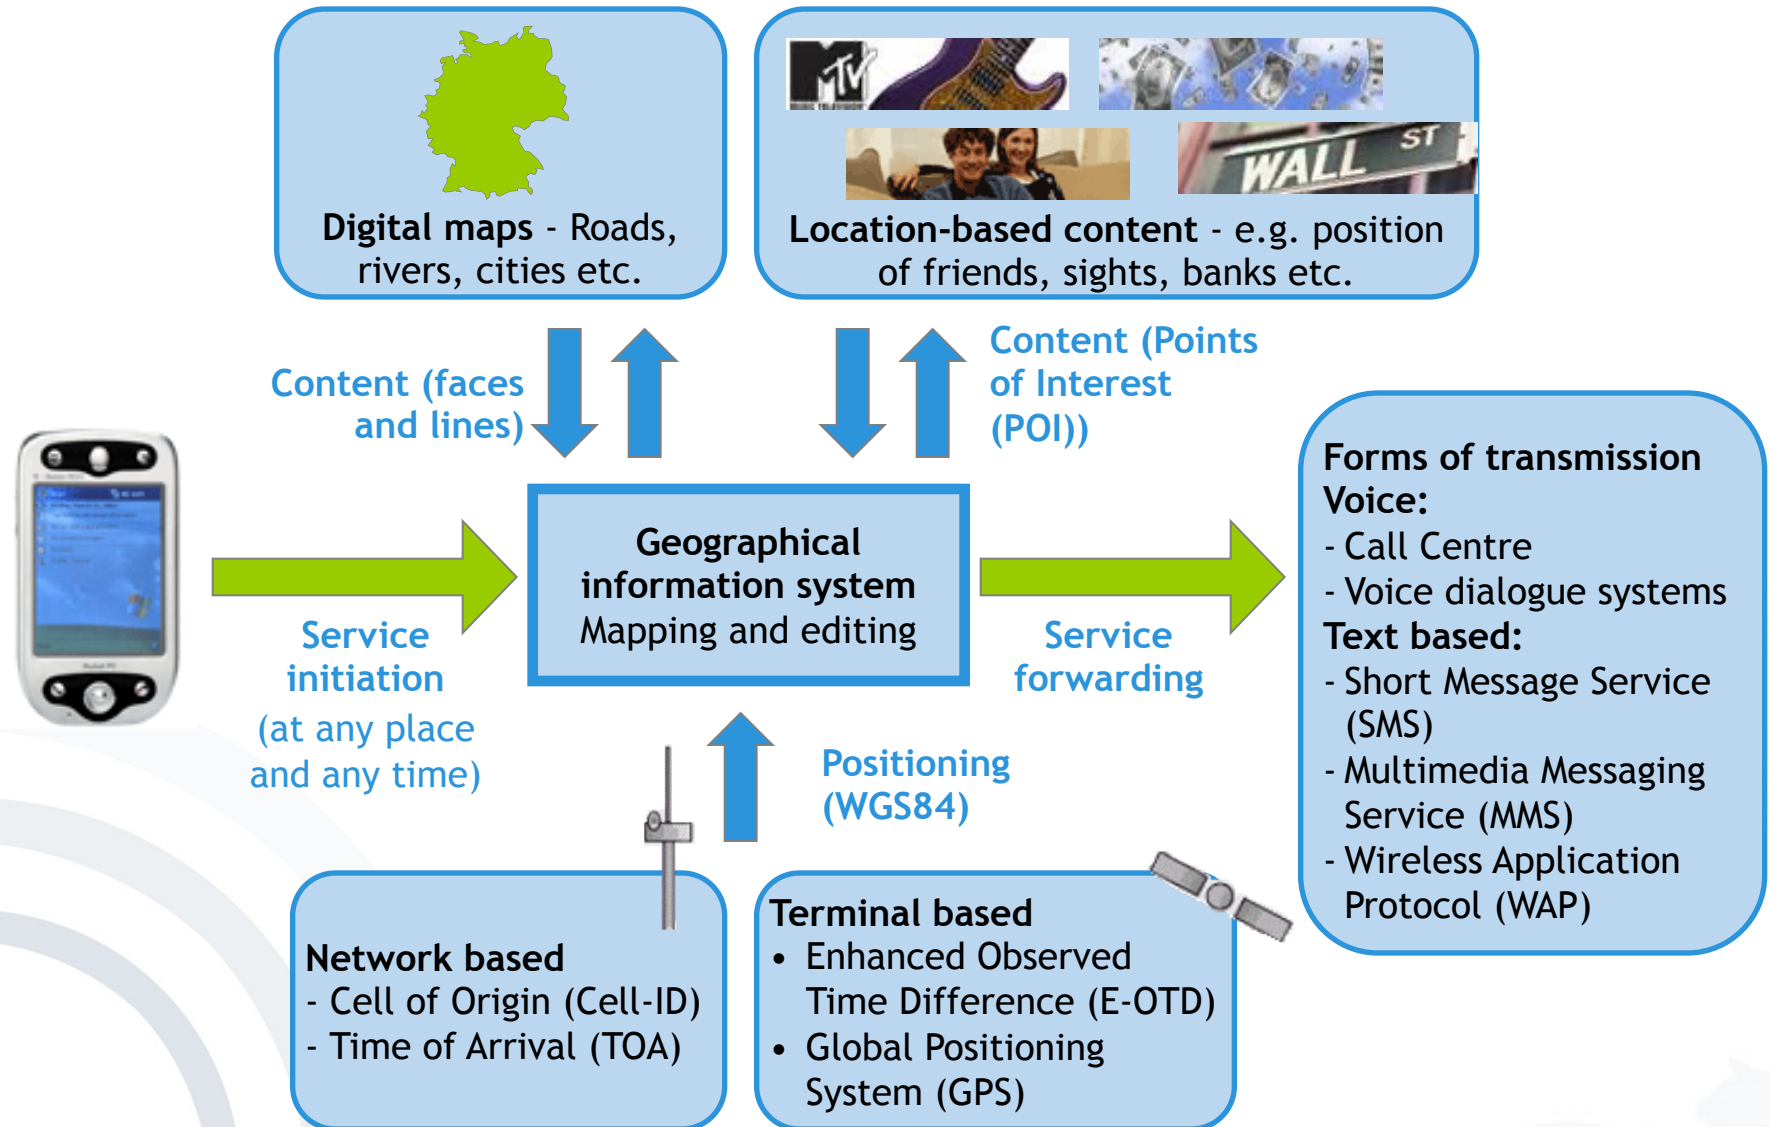 MTV
MUSIC TELEVISION
WALL ST
Digital maps - Roads,
rivers, cities etc.
Location-based content - e.g. position
of friends, sights, banks etc.
Content (faces
and lines)
Content (Points
of Interest
(POI))
Service
initiation
(at any place
and any time)
Geographical
information system
Mapping and editing
Service
forwarding
Positioning
(WGS84)
Forms of transmission
Voice:
- Call Centre
- Voice dialogue systems
Text based:
- Short Message Service
(SMS)
- Multimedia Messaging
Service (MMS)
- Wireless Application
Protocol (WAP)
Network based
- Cell of Origin (Cell-ID)
- Time of Arrival (TOA)
Terminal based
• Enhanced Observed
Time Difference (E-OTD)
• Global Positioning
System (GPS)